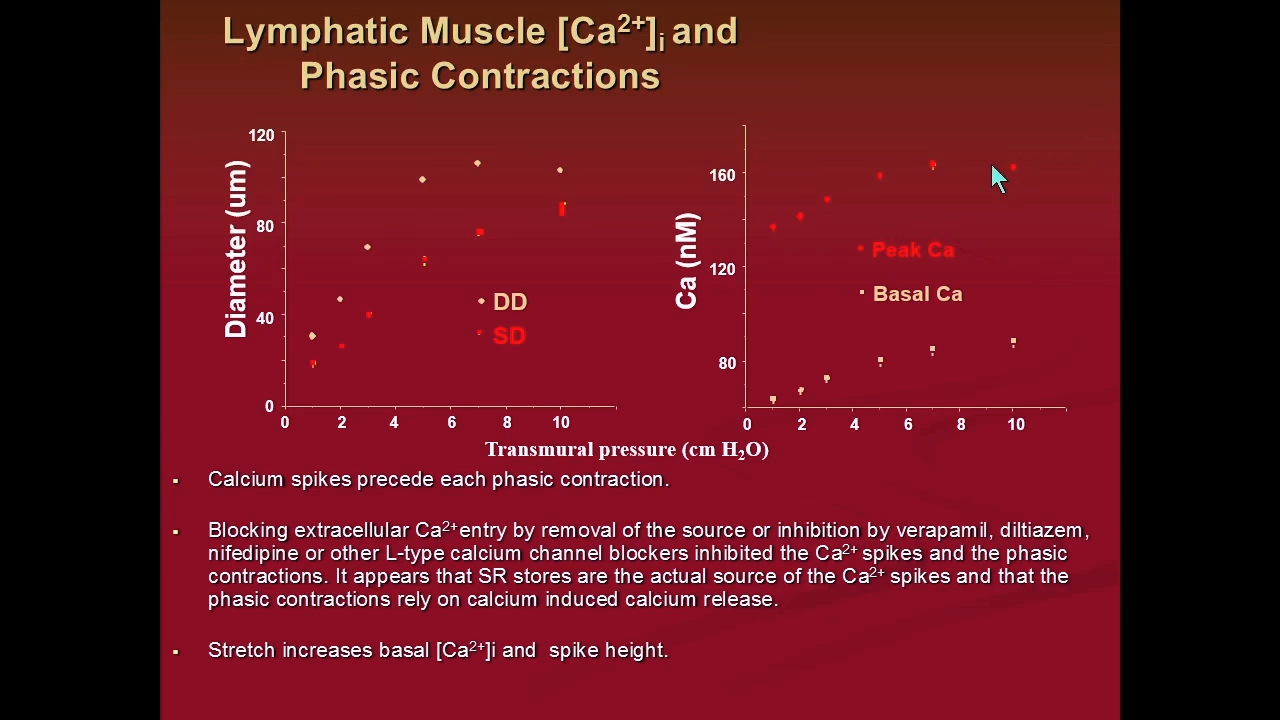 Lymphatic Muscle [Ca²⁺]ᵢ and
Phasic Contractions
120
80
40
0
Diameter (um)
DD
SD
0 2 4 6 8 10
160
120
80
Ca (nM)
Peak Ca
Basal Ca
0 2 4 6 8 10
Transmural pressure (cm H₂O)
▪ Calcium spikes precede each phasic contraction.
▪ Blocking extracellular Ca²⁺entry by removal of the source or inhibition by verapamil, diltiazem,
nifedipine or other L-type calcium channel blockers inhibited the Ca²⁺ spikes and the phasic
contractions. It appears that SR stores are the actual source of the Ca²⁺ spikes and that the
phasic contractions rely on calcium induced calcium release.
▪ Stretch increases basal [Ca²⁺]i and spike height.